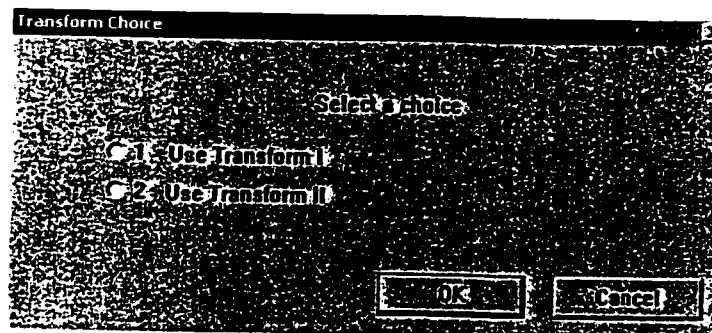 Transform Choice
Select a choice
1 - Use Transform I
2 - Use Transform II
OK Cancel